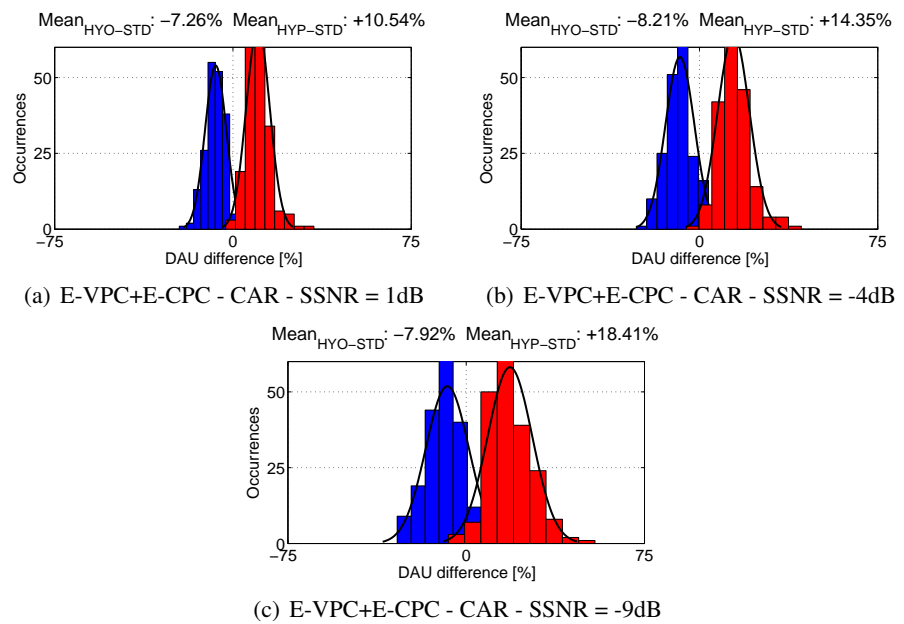 Mean_HYO-STD: −7.26% Mean_HYP-STD: +10.54%
50
25
0
Occurrences
−75 0 75
DAU difference [%]
(a) E-VPC+E-CPC - CAR - SSNR = 1dB
Mean_HYO-STD: −8.21% Mean_HYP-STD: +14.35%
50
25
0
Occurrences
−75 0 75
DAU difference [%]
(b) E-VPC+E-CPC - CAR - SSNR = -4dB
Mean_HYO-STD: −7.92% Mean_HYP-STD: +18.41%
50
25
0
Occurrences
−75 0 75
DAU difference [%]
(c) E-VPC+E-CPC - CAR - SSNR = -9dB